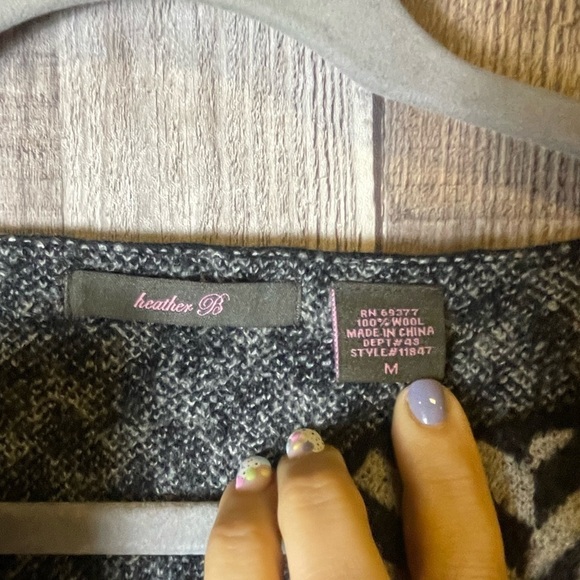 heather B
RN 69377
100% WOOL
MADE IN CHINA
DEPT#43
STYLE#11847
M